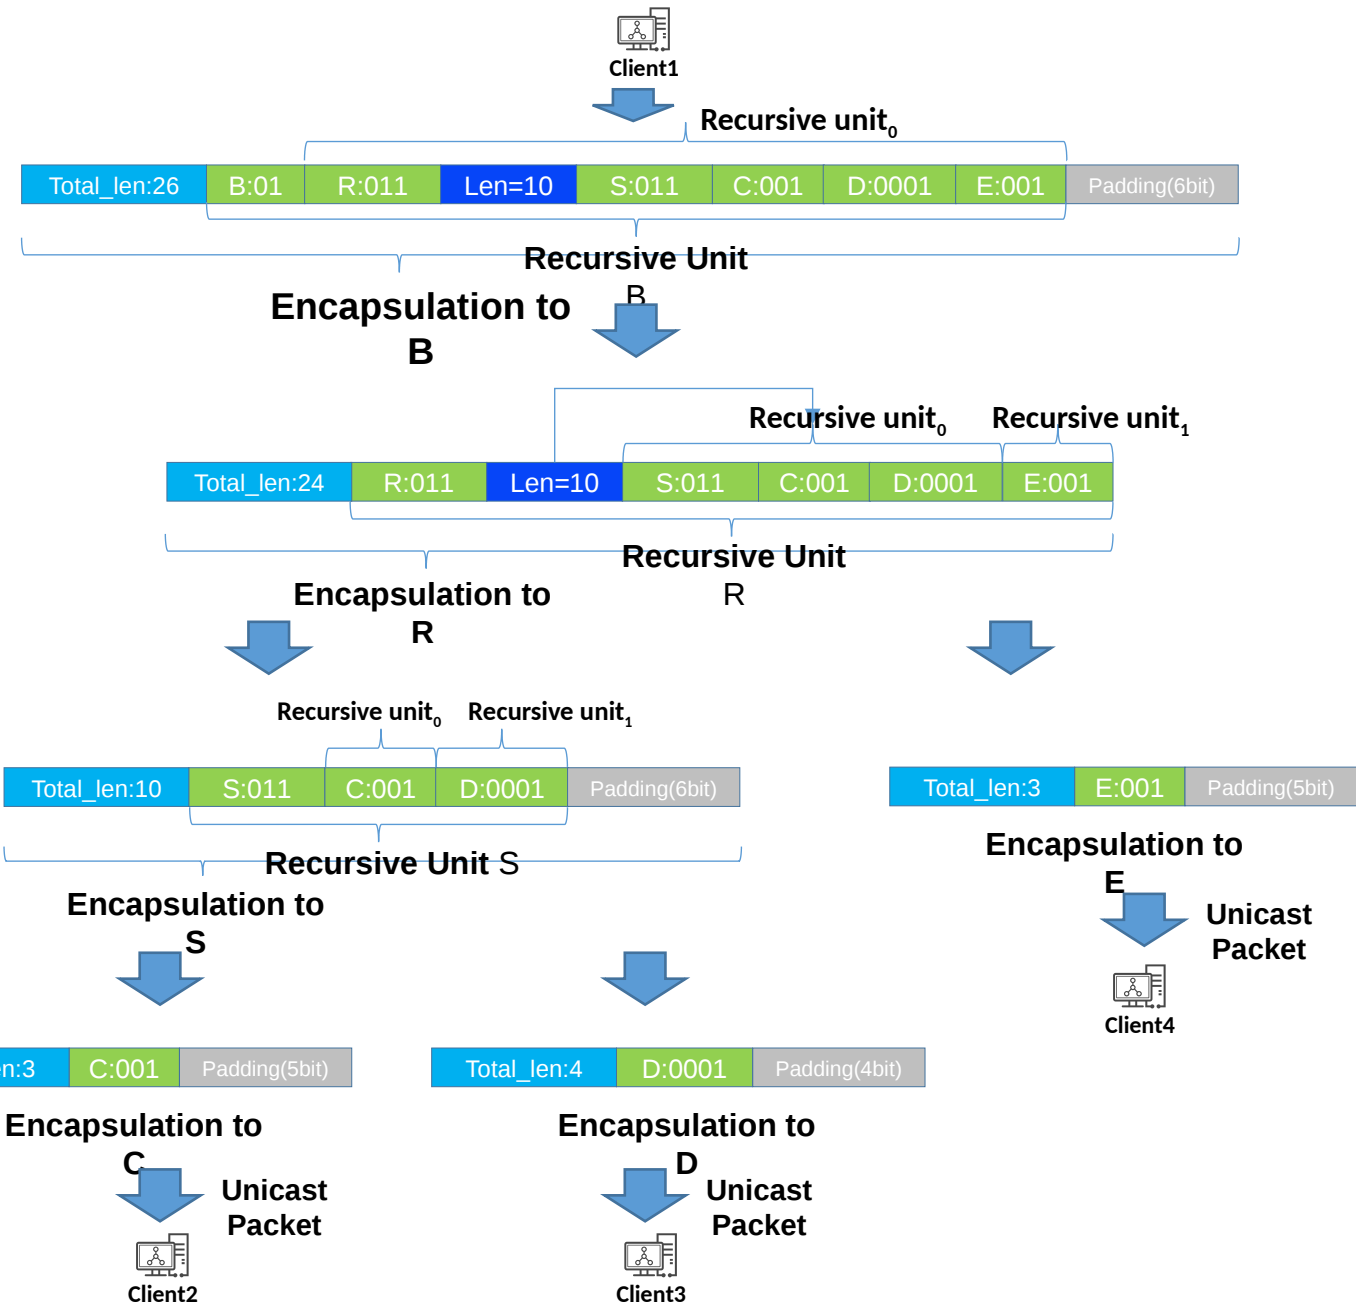 Client1
Recursive unit0
Total_len:26 B:01 R:011 Len=10 S:011 C:001 D:0001 E:001 Padding(6bit)
Recursive Unit
B
Encapsulation to
B
Recursive unit0 Recursive unit1
Total_len:24 R:011 Len=10 S:011 C:001 D:0001 E:001
Recursive Unit
R
Encapsulation to
R
Recursive unit0 Recursive unit1
Total_len:10 S:011 C:001 D:0001 Padding(6bit)
Total_len:3 E:001 Padding(5bit)
Recursive Unit S
Encapsulation to
S
Encapsulation to
E
Unicast
Packet
Client4
en:3 C:001 Padding(5bit)
Total_len:4 D:0001 Padding(4bit)
Encapsulation to
C
Unicast
Packet
Client2
Encapsulation to
D
Unicast
Packet
Client3